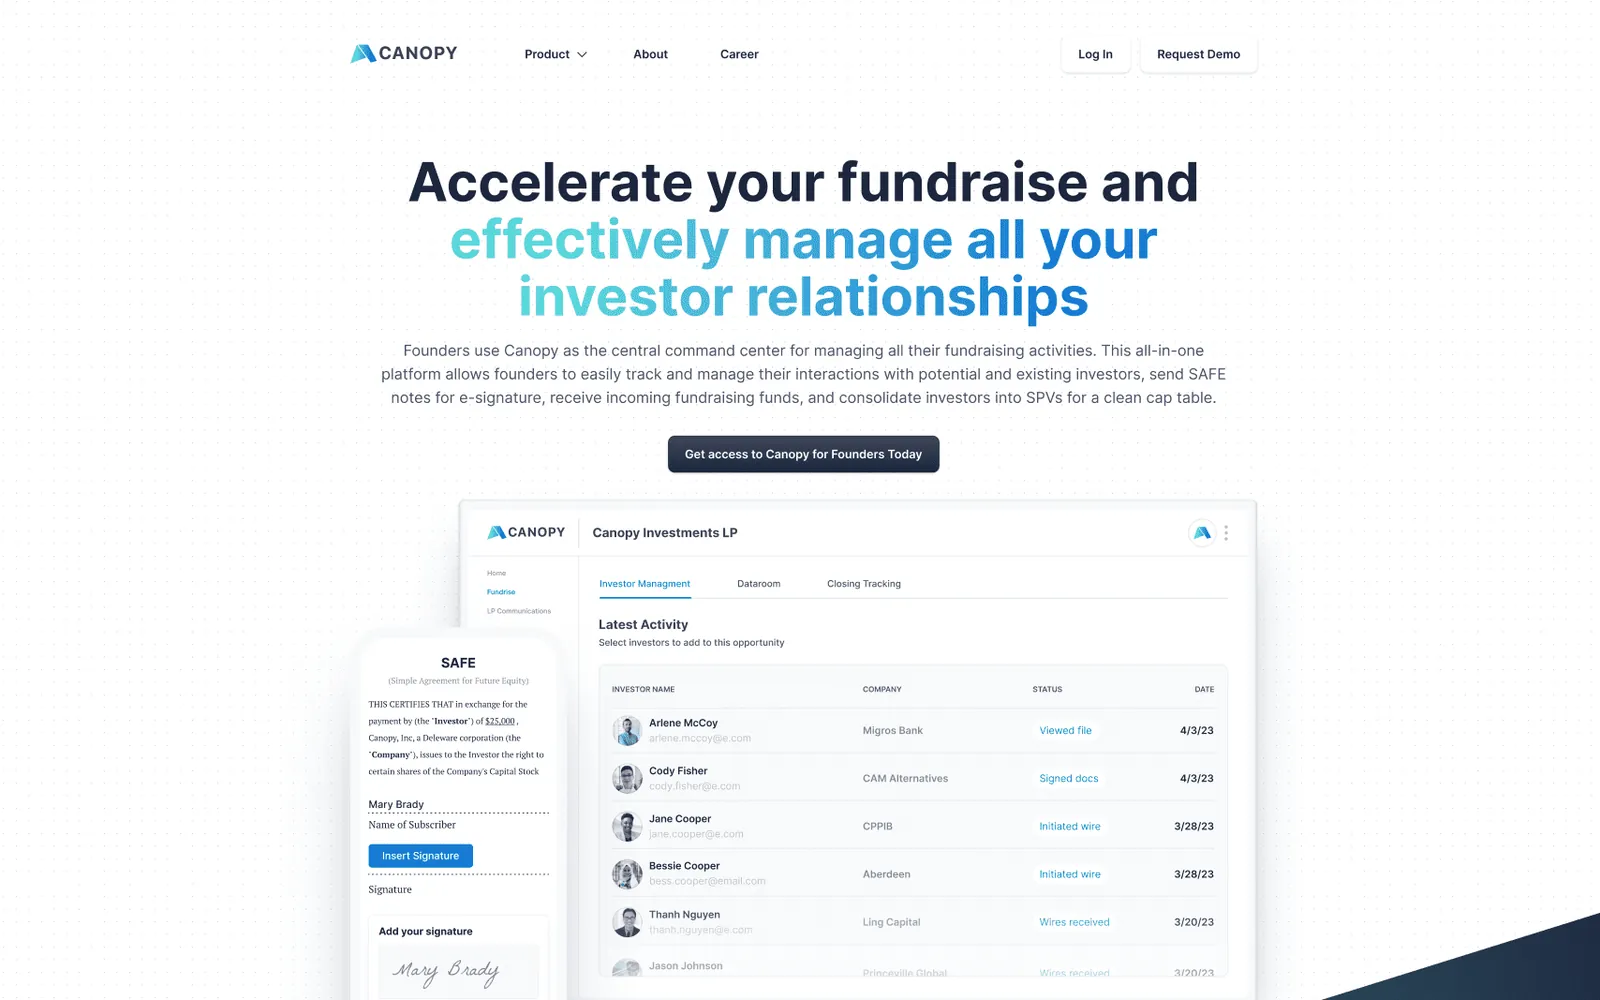 CANOPY
Product
About
Career
Log In
Request Demo
Accelerate your fundraise and
effectively manage all your
investor relationships
Founders use Canopy as the central command center for managing all their fundraising activities. This all-in-one
platform allows founders to easily track and manage their interactions with potential and existing investors, send SAFE
notes for e-signature, receive incoming fundraising funds, and consolidate investors into SPVs for a clean cap table.
Get access to Canopy for Founders Today
CANOPY
Canopy Investments LP
Home
Fundrise
LP Communications
Investor Managment
Dataroom
Closing Tracking
Latest Activity
Select investors to add to this opportunity
INVESTOR NAME COMPANY STATUS DATE
Arlene McCoy
arlene.mccoy@e.com
Migros Bank
Viewed file
4/3/23
Cody Fisher
cody.fisher@e.com
CAM Alternatives
Signed docs
4/3/23
Jane Cooper
jane.cooper@e.com
CPPIB
Initiated wire
3/28/23
Bessie Cooper
bess.cooper@email.com
Aberdeen
Initiated wire
3/28/23
Thanh Nguyen
thanh.nguyen@e.com
Ling Capital
Wires received
3/20/23
Jason Johnson
Princeville Global
Wires received
3/20/23
SAFE
(Simple Agreement for Future Equity)
THIS CERTIFIES THAT in exchange for the
payment by (the "Investor") of $25,000 ,
Canopy, Inc, a Deleware corporation (the
"Company"), issues to the Investor the right to
certain shares of the Company's Capital Stock
Mary Brady
Name of Subscriber
Insert Signature
Signature
Add your signature
Mary Brady